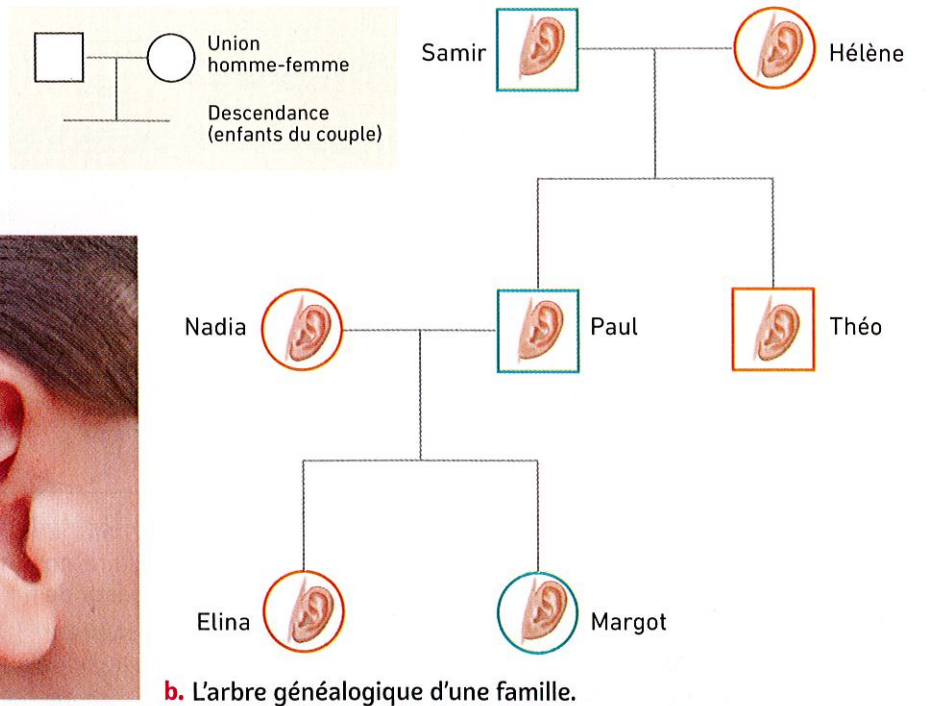 Union
homme-femme
Descendance
(enfants du couple)
Samir
Hélène
Nadia
Paul
Théo
Elina
Margot
b. L'arbre généalogique d'une famille.